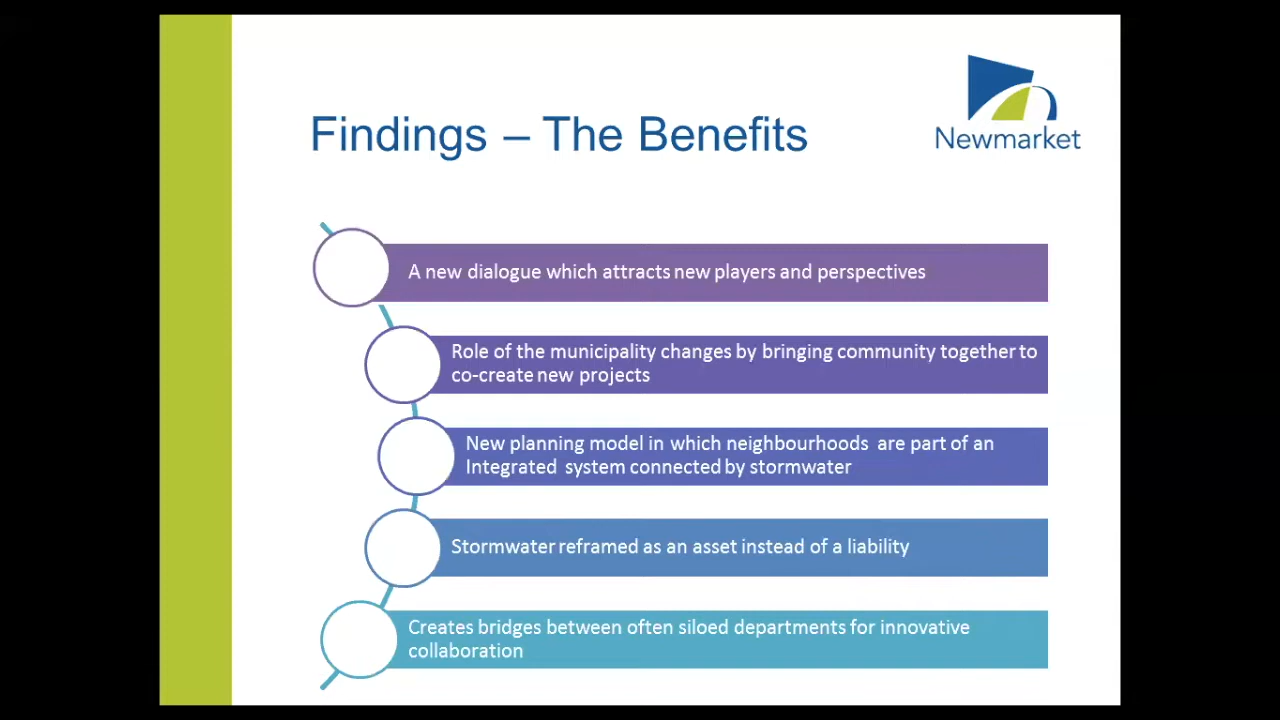 Newmarket
Findings – The Benefits
A new dialogue which attracts new players and perspectives
Role of the municipality changes by bringing community together to
co-create new projects
New planning model in which neighbourhoods are part of an
Integrated system connected by stormwater
Stormwater reframed as an asset instead of a liability
Creates bridges between often siloed departments for innovative
collaboration